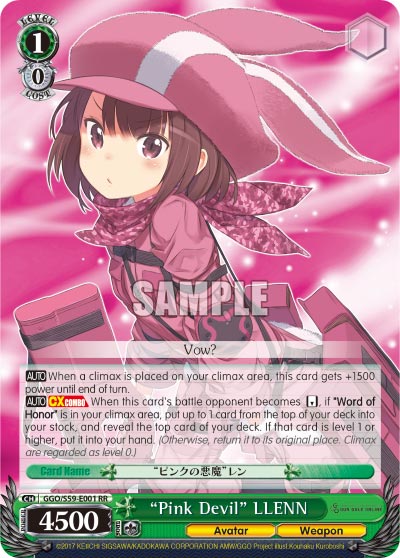 LEVEL
1
0
COST
SAMPLE
Vow?
AUTO When a climax is placed on your climax area, this card gets +1500
power until end of turn.
AUTO CX COMBO When this card's battle opponent becomes [ ], if "Word of
Honor" is in your climax area, put up to 1 card from the top of your deck into
your stock, and reveal the top card of your deck. If that card is level 1 or
higher, put it into your hand. (Otherwise, return it to its original place. Climax
are regarded as level 0.)
Card Name
"ピンクの悪魔"レン
CH
GGO/SS9-E001 RR
4500
"Pink Devil" LLENN
GUN GALE ONLINE
Avatar
Weapon
©2017 KEIICHI SIGSAWA/KADOKAWA CORPORATION AMW/GGO Project illust.Kouhaku Kuroboshi